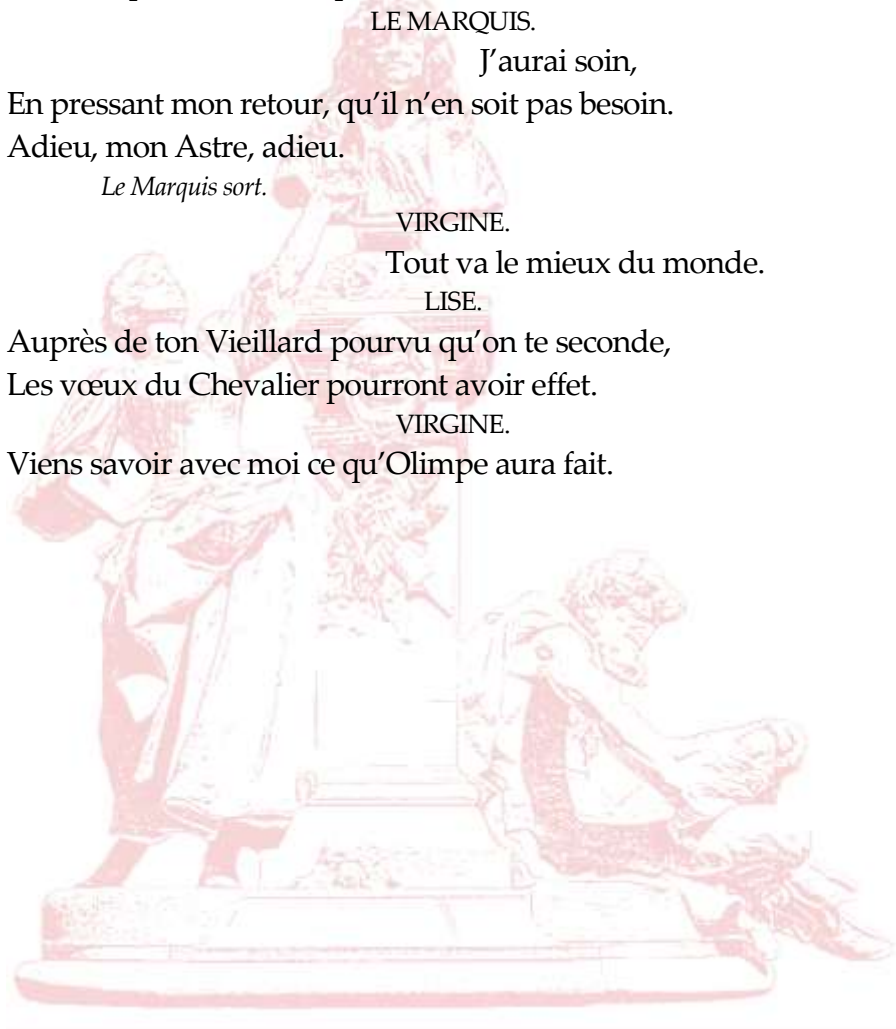 LE MARQUIS.
J’aurai soin,
En pressant mon retour, qu’il n’en soit pas besoin.
Adieu, mon Astre, adieu.
Le Marquis sort.
VIRGINE.
Tout va le mieux du monde.
LISE.
Auprès de ton Vieillard pourvu qu’on te seconde,
Les vœux du Chevalier pourront avoir effet.
VIRGINE.
Viens savoir avec moi ce qu’Olimpe aura fait.